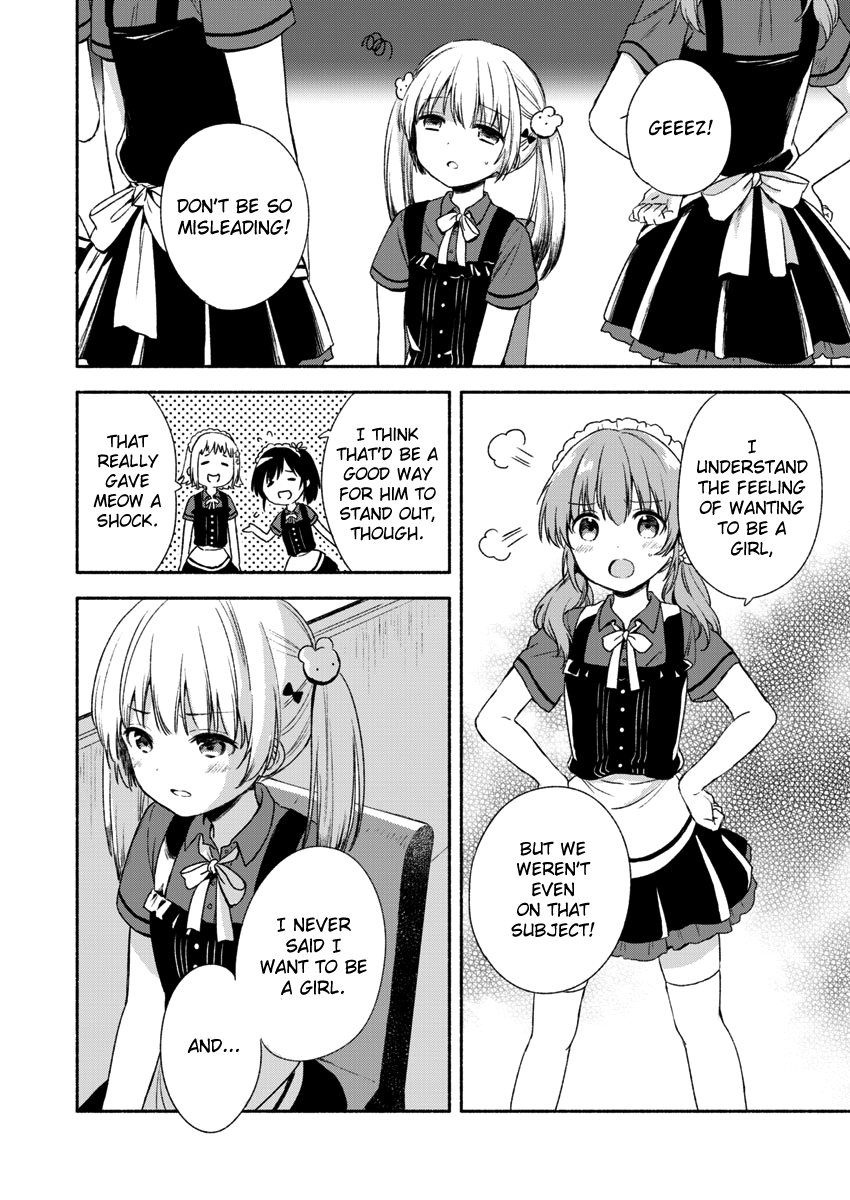 GEEEZ!
DON'T BE SO
MISLEADING!
I
UNDERSTAND
THE FEELING
OF WANTING
TO BE A
GIRL,
BUT WE
WEREN'T
EVEN
ON THAT
SUBJECT!
I THINK
THAT'D BE A
GOOD WAY
FOR HIM TO
STAND OUT,
THOUGH.
THAT
REALLY
GAVE
MEOW A
SHOCK.
I NEVER
SAID I
WANT TO BE
A GIRL.
AND...